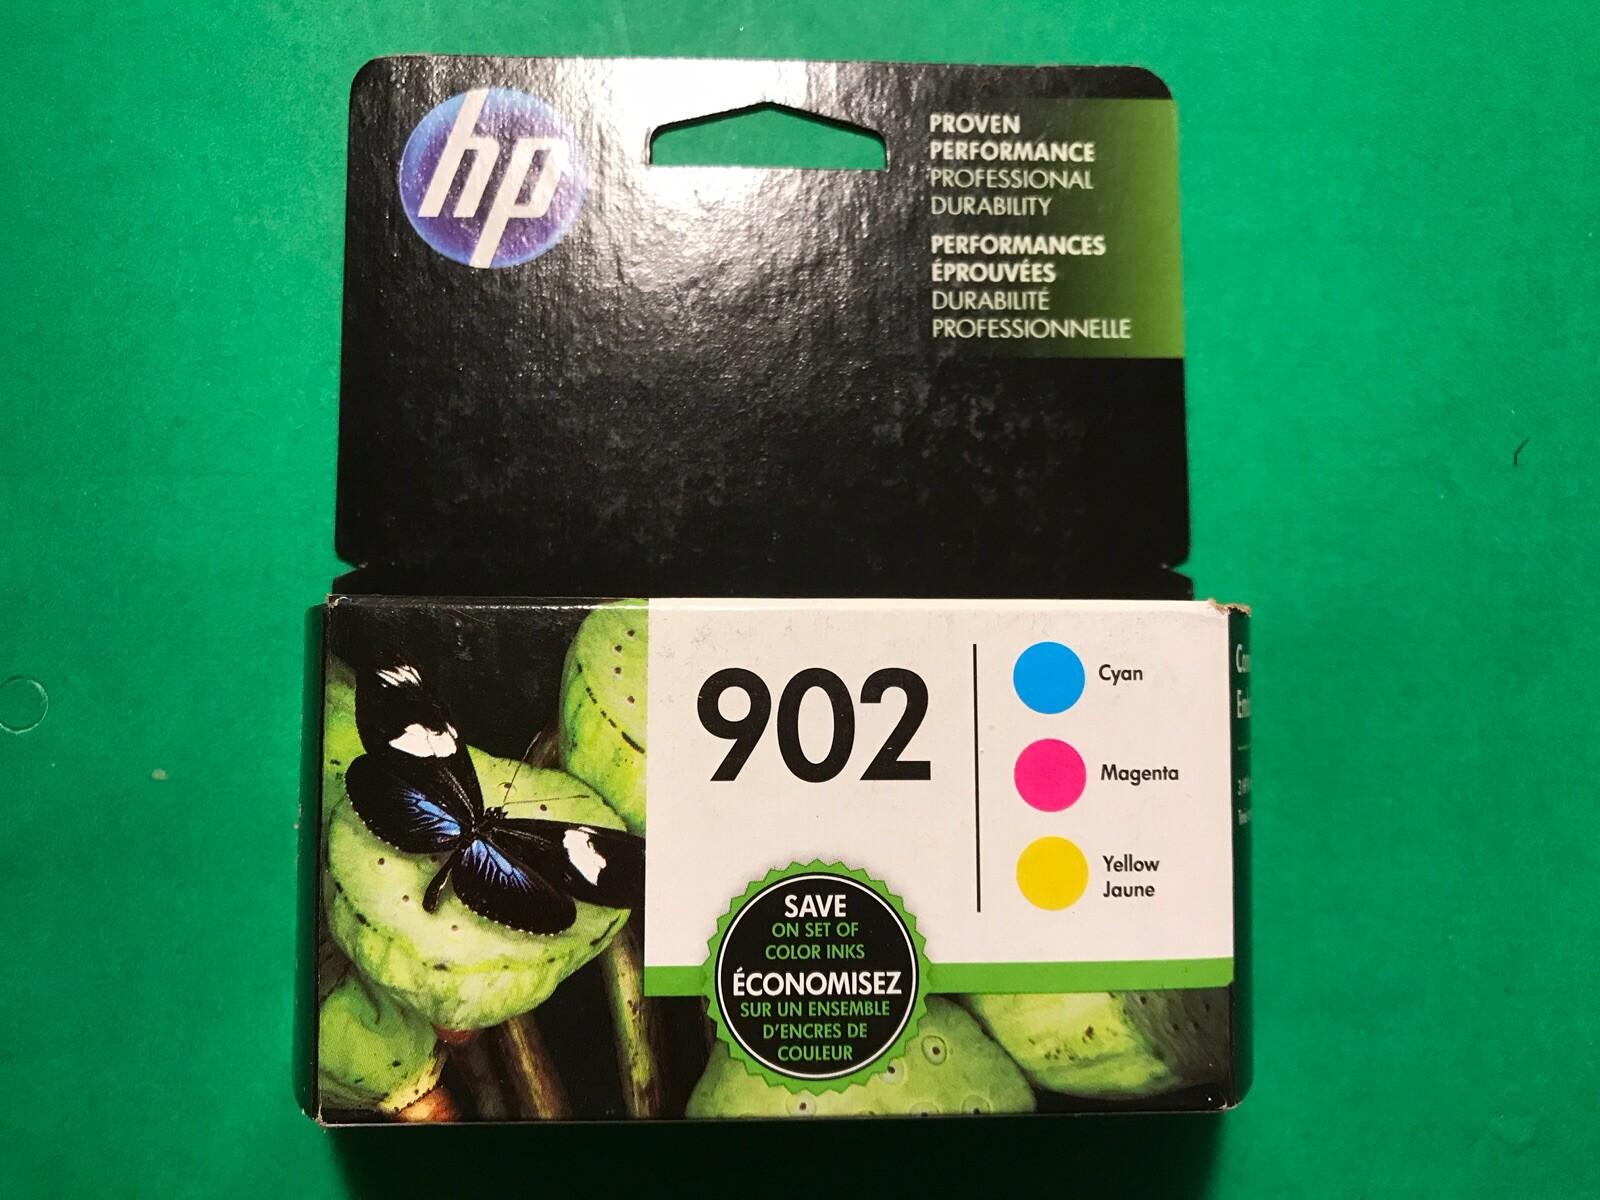 hp
PROVEN
PERFORMANCE
PROFESSIONAL
DURABILITY
PERFORMANCES
ÉPROUVÉES
DURABILITÉ
PROFESSIONNELLE
902
Cyan
Magenta
Yellow
Jaune
SAVE
ON SET OF
COLOR INKS
ÉCONOMISEZ
SUR UN ENSEMBLE
D'ENCRES DE
COULEUR